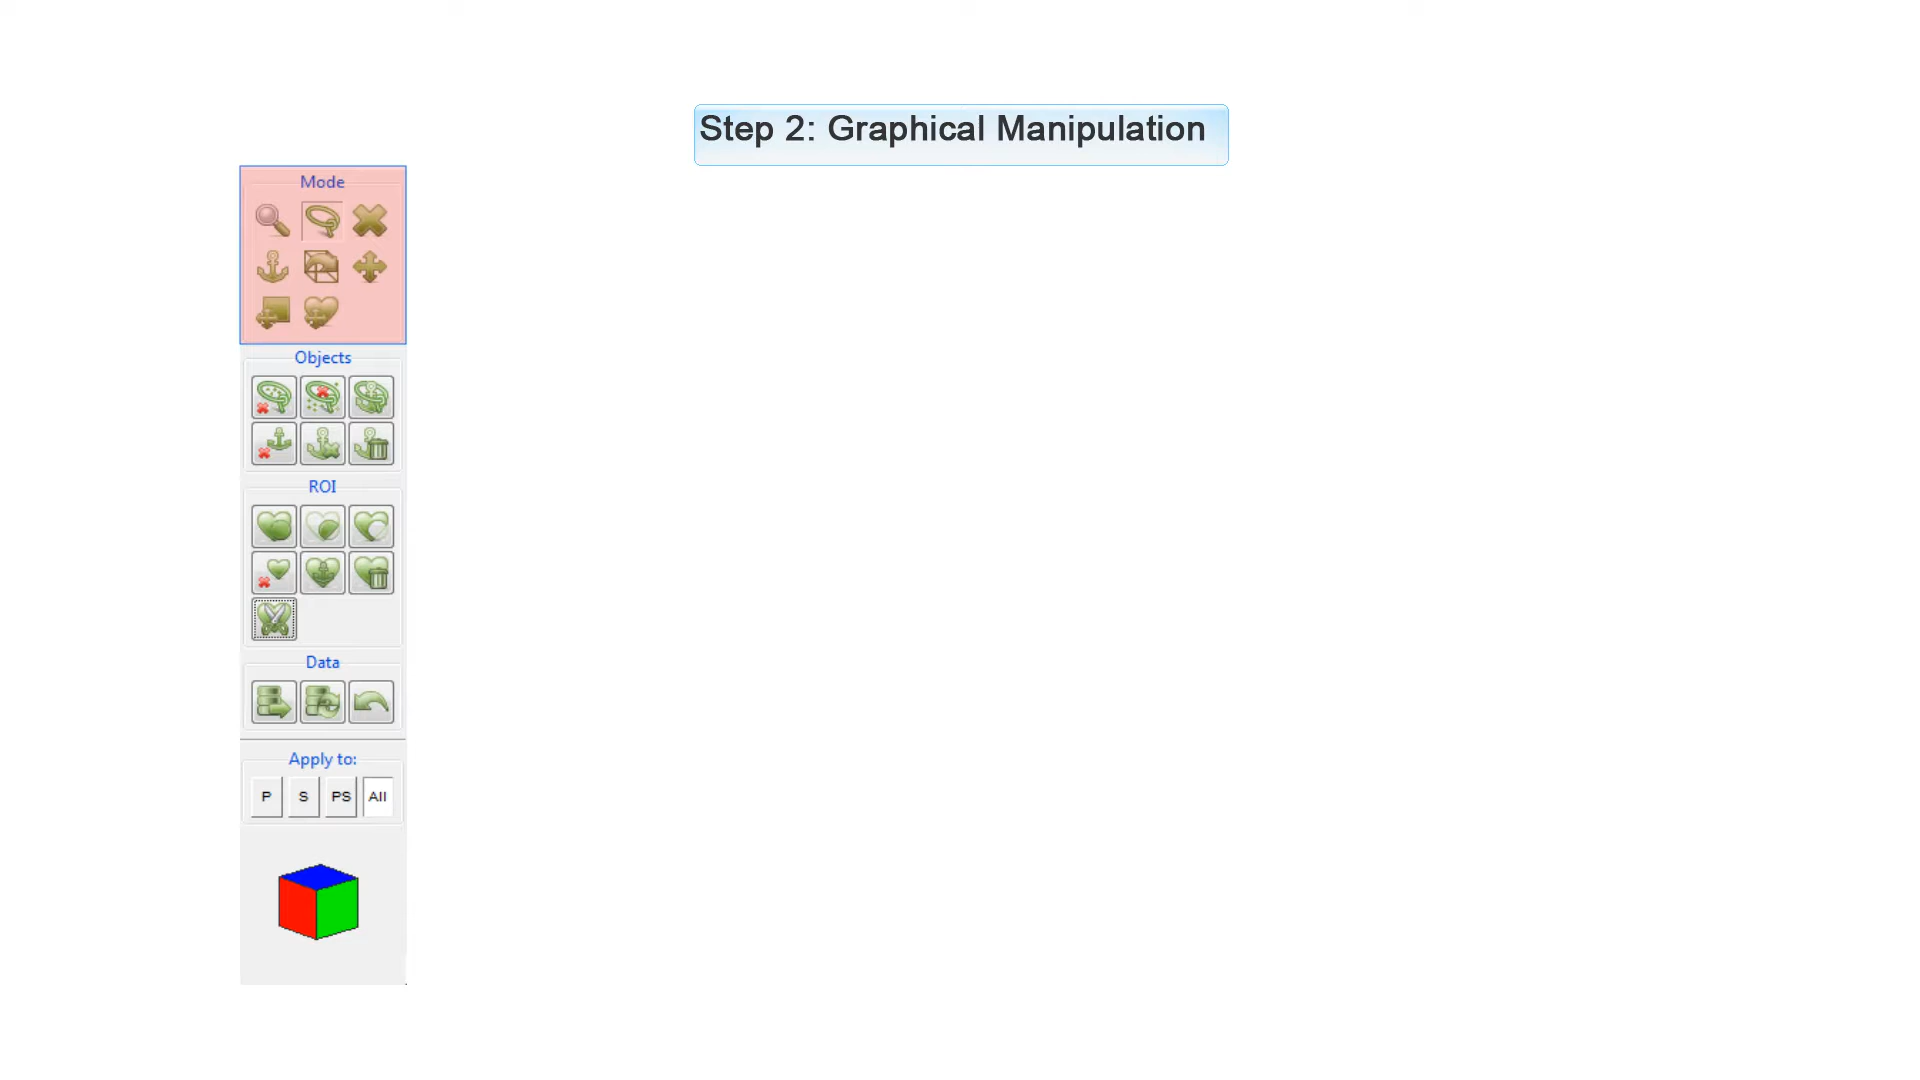 Step 2: Graphical Manipulation
Mode
Objects
ROI
Data
Apply to:
P S PS All